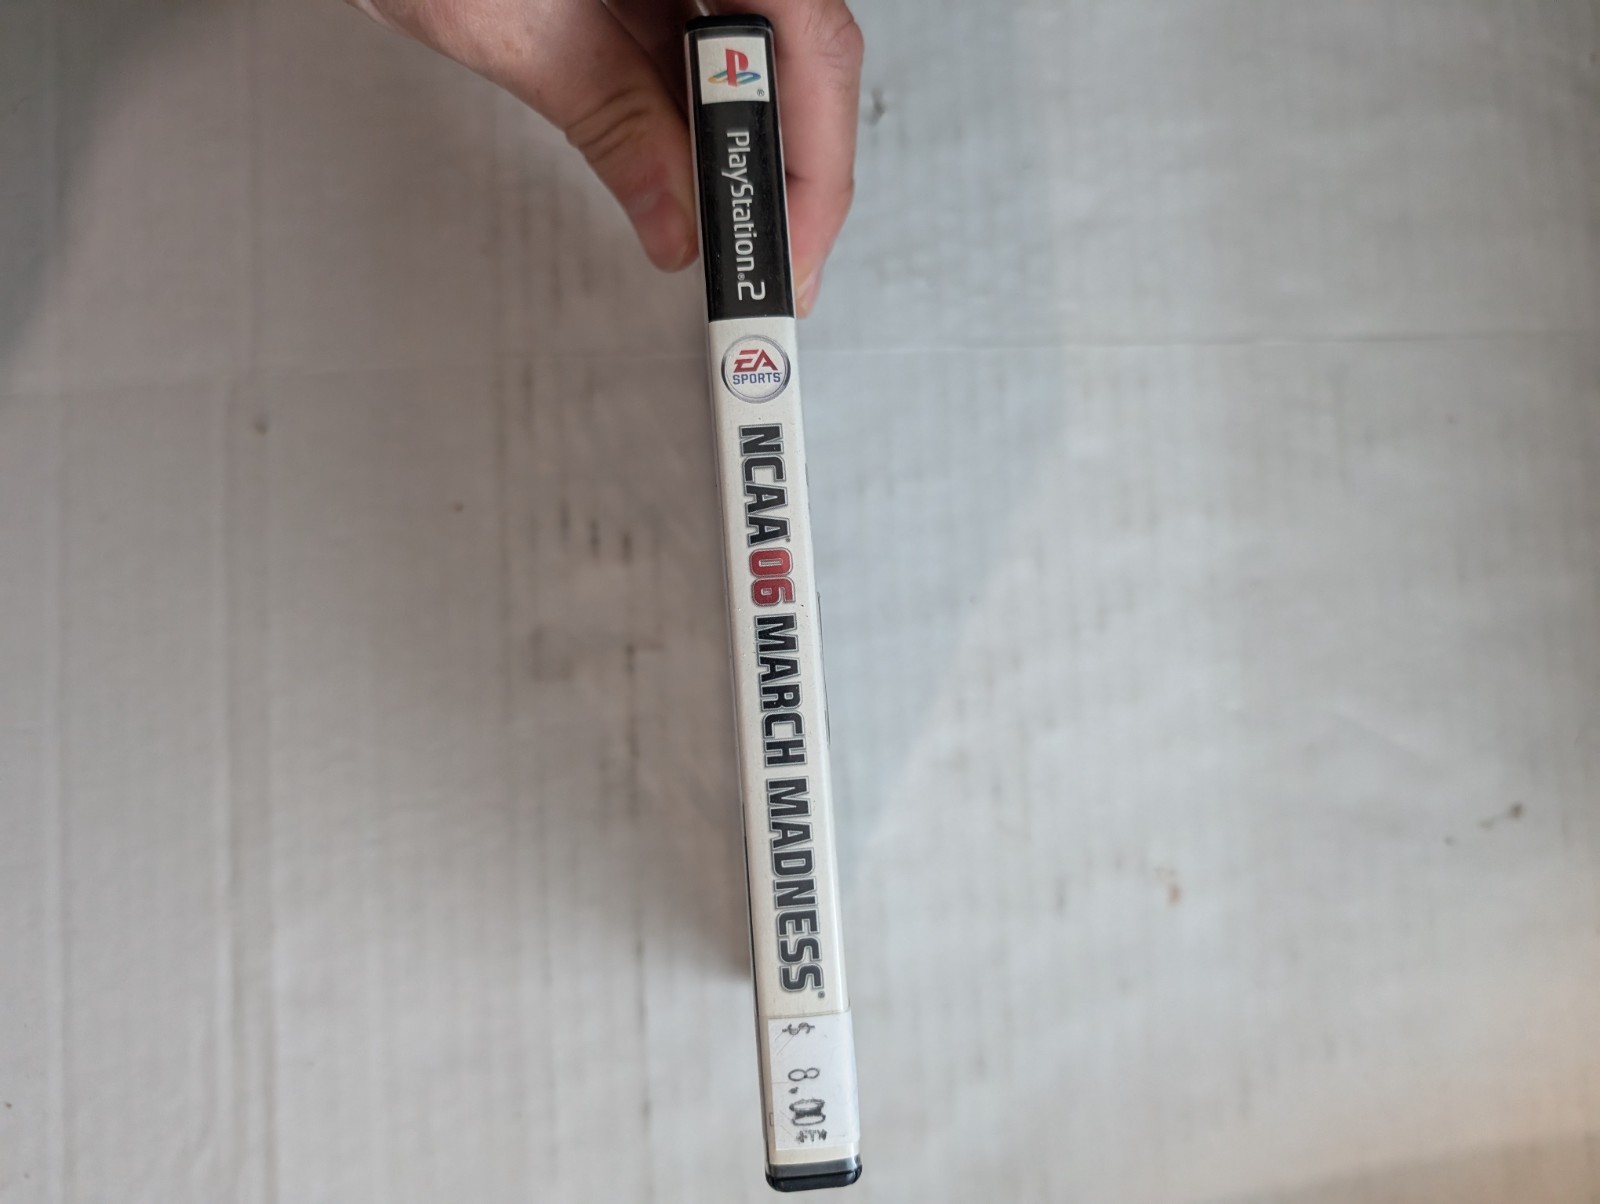 PlayStation®2
EA
SPORTS
NCAA® 06 MARCH MADNESS®
$ 8.00